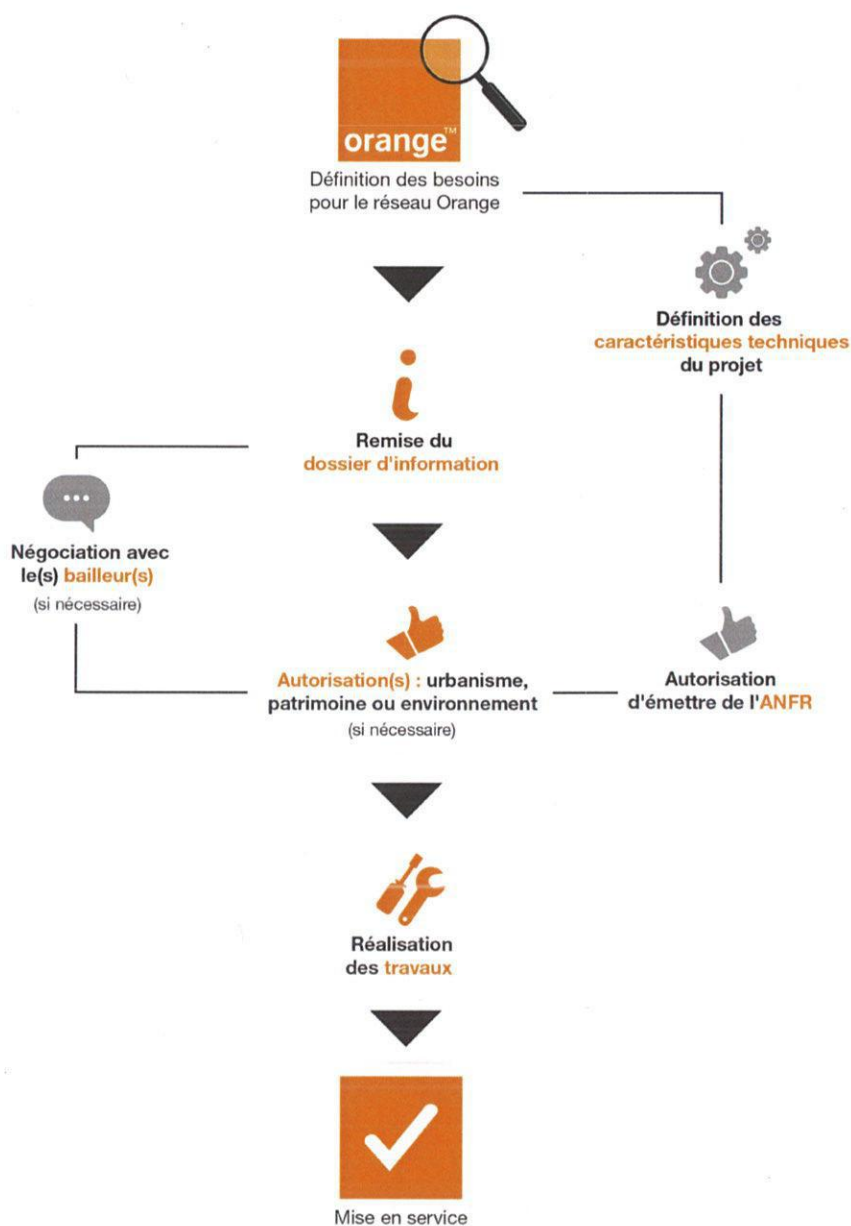 orange™
Définition des besoins
pour le réseau Orange
Définition des
caractéristiques techniques
du projet
Remise du
dossier d'information
Négociation avec
le(s) bailleur(s)
(si nécessaire)
Autorisation(s) : urbanisme,
patrimoine ou environnement
(si nécessaire)
Autorisation
d'émettre de l'ANFR
Réalisation
des travaux
Mise en service